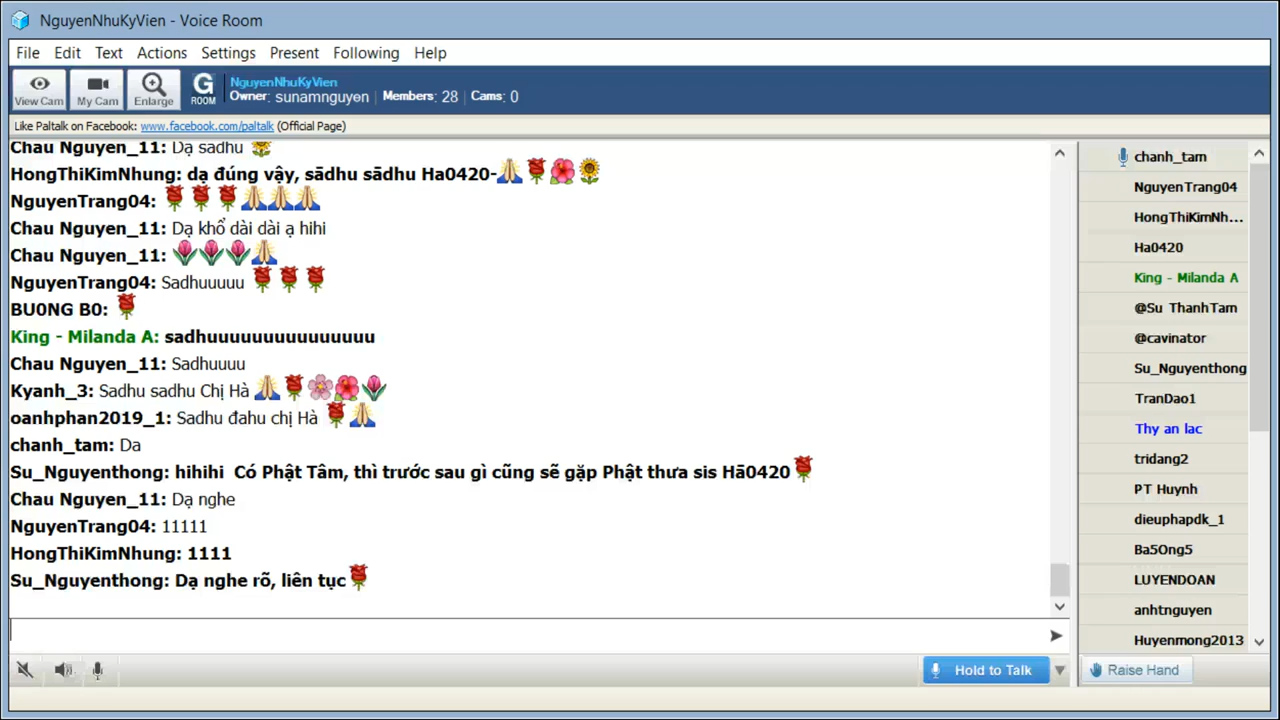 NguyenNhuKyVien - Voice Room
File Edit Text Actions Settings Present Following Help
View Cam My Cam Enlarge G ROOM
NguyenNhuKyVien
Owner: sunamnguyen | Members: 28 | Cams: 0
Like Paltalk on Facebook: www.facebook.com/paltalk (Official Page)
Chau Nguyen_11: Dạ sadhu 🌻
HongThiKimNhung: dạ đúng vậy, sādhu sādhu Ha0420-🙏🌹🌺🌻
NguyenTrang04: 🌹🌹🌹🙏🙏🙏
Chau Nguyen_11: Dạ khổ dài dài ạ hihi
Chau Nguyen_11: 🌷🌷🌷🙏
NguyenTrang04: Sadhuuuuu 🌹🌹🌹
BU0NG B0: 🌹
King - Milanda A: sadhuuuuuuuuuuuuuuuu
Chau Nguyen_11: Sadhuuuu
Kyanh_3: Sadhu sadhu Chị Hà 🙏🌹🌸🌺🌷
oanhphan2019_1: Sadhu đahu chị Hà 🌹🙏
chanh_tam: Da
Su_Nguyenthong: hihihi Có Phật Tâm, thì trước sau gì cũng sẽ gặp Phật thưa sis Hā0420🌹
Chau Nguyen_11: Dạ nghe
NguyenTrang04: 11111
HongThiKimNhung: 1111
Su_Nguyenthong: Dạ nghe rõ, liên tục🌹
Hold to Talk
chanh_tam
NguyenTrang04
HongThiKimNh...
Ha0420
King - Milanda A
@Su ThanhTam
@cavinator
Su_Nguyenthong
TranDao1
Thy an lac
tridang2
PT Huynh
dieuphapdk_1
Ba5Ong5
LUYENDOAN
anhtnguyen
Huyenmong2013
Raise Hand